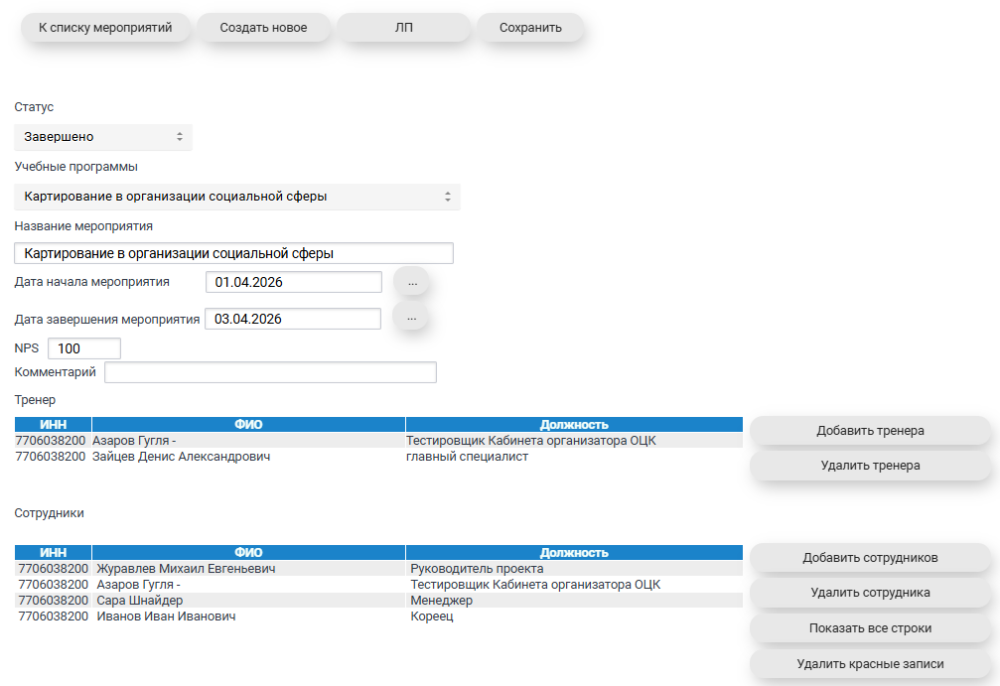 К списку мероприятий Создать новое ЛП Сохранить
Статус
Завершено
Учебные программы
Картирование в организации социальной сферы
Название мероприятия
Картирование в организации социальной сферы
Дата начала мероприятия 01.04.2026 ...
Дата завершения мероприятия 03.04.2026 ...
NPS 100
Комментарий
Тренер
ИНН ФИО Должность
7706038200 Азаров Гугля - Тестировщик Кабинета организатора ОЦК
7706038200 Зайцев Денис Александрович главный специалист
Добавить тренера
Удалить тренера
Сотрудники
ИНН ФИО Должность
7706038200 Журавлев Михаил Евгеньевич Руководитель проекта
7706038200 Азаров Гугля - Тестировщик Кабинета организатора ОЦК
7706038200 Сара Шнайдер Менеджер
7706038200 Иванов Иван Иванович Кореец
Добавить сотрудников
Удалить сотрудника
Показать все строки
Удалить красные записи